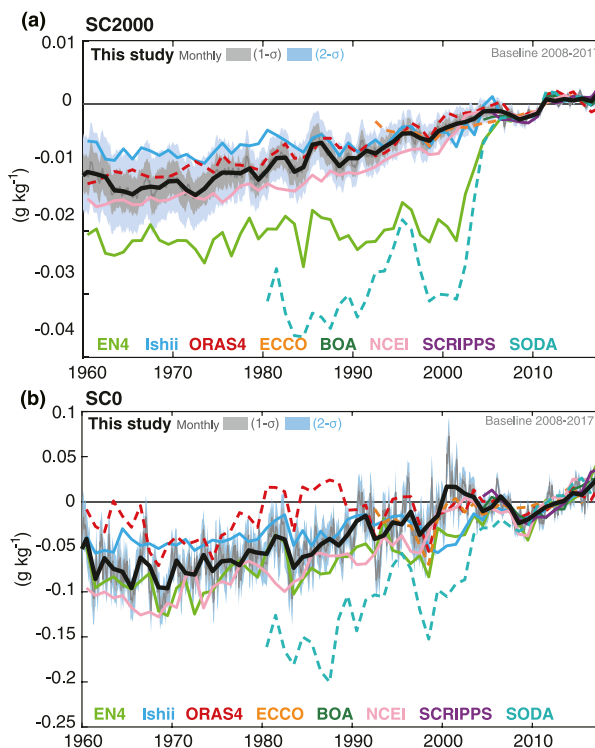 (a) SC2000
0.01
This study Monthly (1-σ) (2-σ) Baseline 2008-2017
0
-0.01
-0.02
-0.03
-0.04
(g kg⁻¹)
EN4 Ishii ORAS4 ECCO BOA NCEI SCRIPPS SODA
1960 1970 1980 1990 2000 2010
(b) SC0
0.1
This study Monthly (1-σ) (2-σ) Baseline 2008-2017
0.05
0
-0.05
-0.1
-0.15
-0.2
-0.25
(g kg⁻¹)
EN4 Ishii ORAS4 ECCO BOA NCEI SCRIPPS SODA
1960 1970 1980 1990 2000 2010